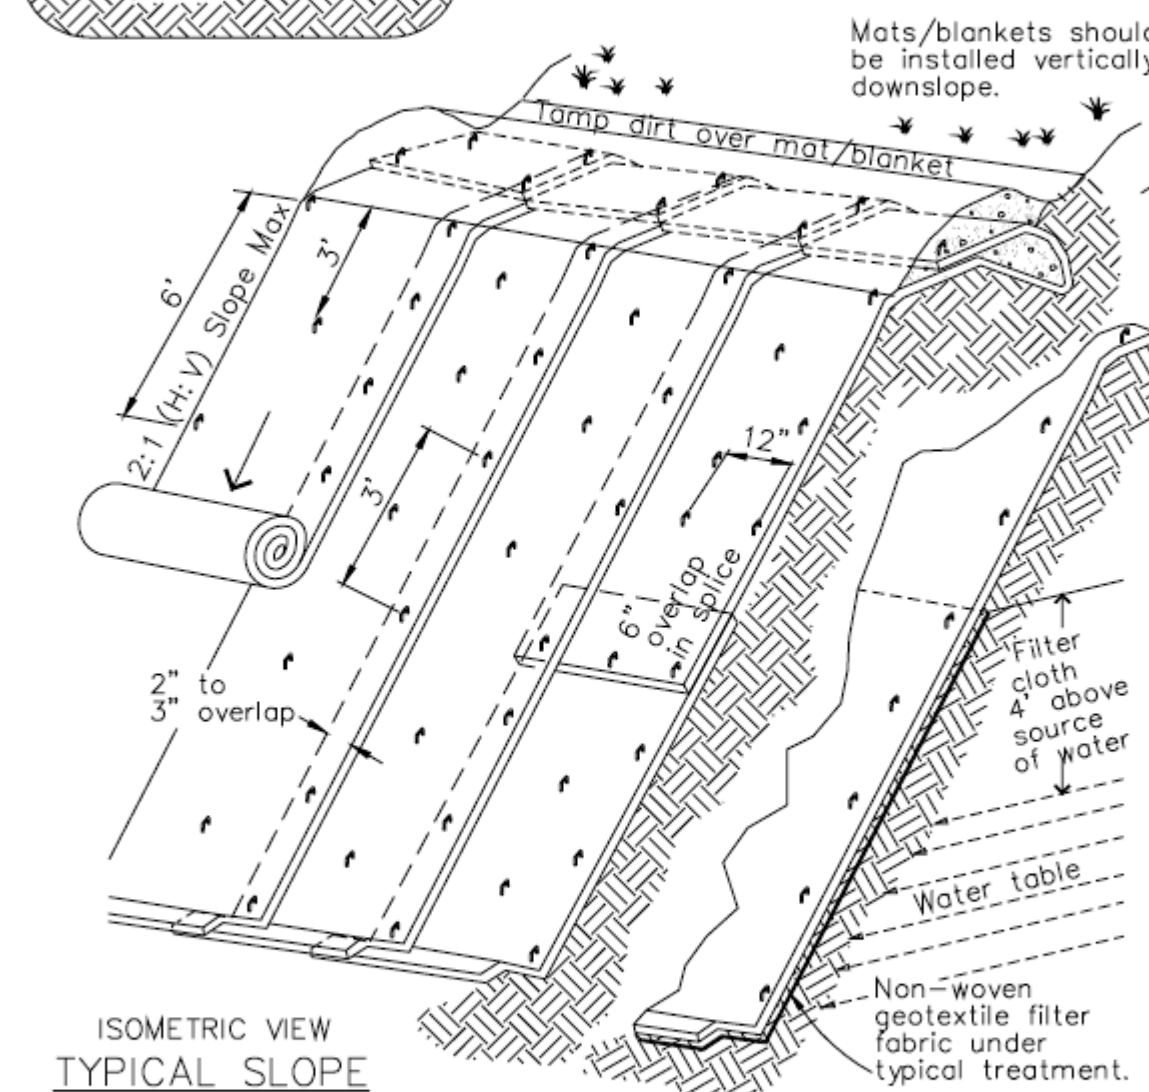 Mats/blankets should
be installed vertically
downslope.
Tamp dirt over mat/blanket
6'
3'
2:1 (H:V) Slope Max
12"
3'
6"
overlap
in splice
2" to
3" overlap
Filter
cloth
4' above
source
of water
Water table
Non-woven
geotextile filter
fabric under
typical treatment.
ISOMETRIC VIEW
TYPICAL SLOPE